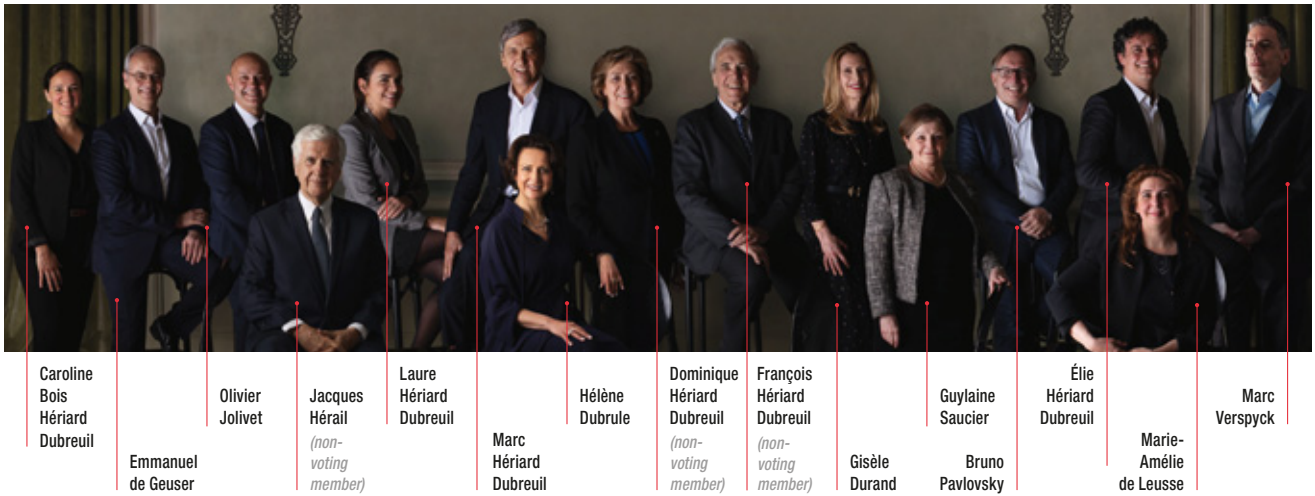 Caroline
Bois
Hériard
Dubreuil
Emmanuel
de Geuser
Olivier
Jolivet
Jacques
Hérail
(non-
voting
member)
Laure
Hériard
Dubreuil
Marc
Hériard
Dubreuil
Hélène
Dubrule
Dominique
Hériard
Dubreuil
(non-
voting
member)
François
Hériard
Dubreuil
(non-
voting
member)
Gisèle
Durand
Guylaine
Saucier
Bruno
Pavlovsky
Élie
Hériard
Dubreuil
Marie-
Amélie
de Leusse
Marc
Verspyck